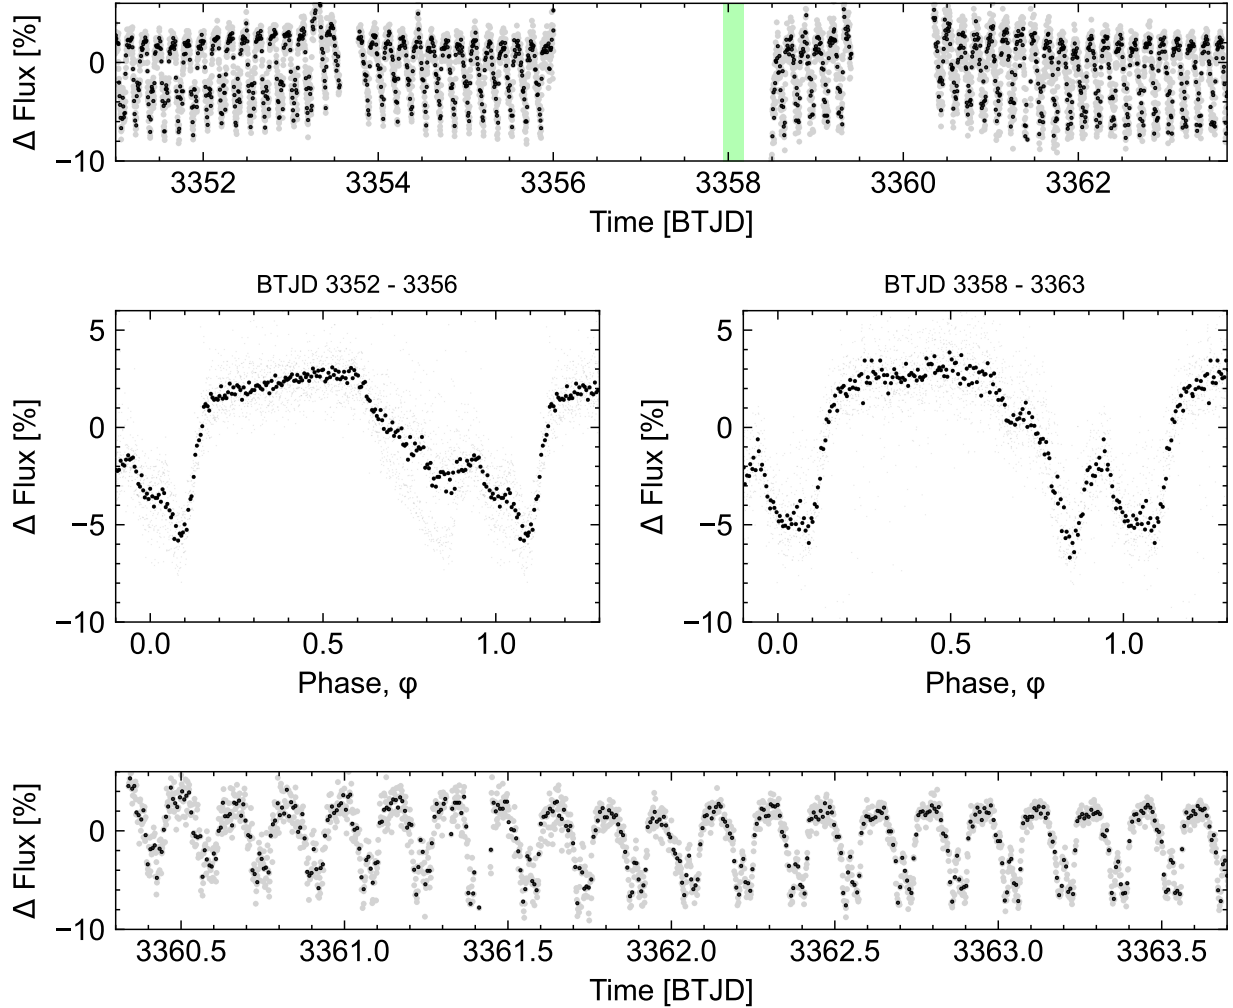 Δ Flux [%]
0
−10
3352 3354 3356 3358 3360 3362
Time [BTJD]
BTJD 3352 - 3356
BTJD 3358 - 3363
Δ Flux [%]
5
0
−5
−10
0.0 0.5 1.0
Phase, φ
Δ Flux [%]
5
0
−5
−10
0.0 0.5 1.0
Phase, φ
Δ Flux [%]
0
−10
3360.5 3361.0 3361.5 3362.0 3362.5 3363.0 3363.5
Time [BTJD]